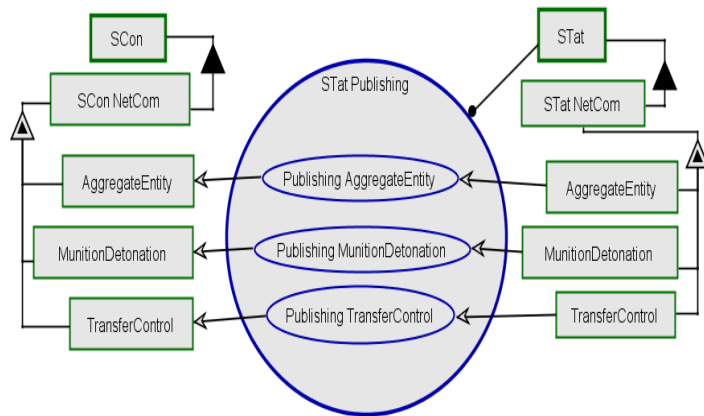 SCon
SCon NetCom
AggregateEntity
MunitionDetonation
TransferControl
STat Publishing
Publishing AggregateEntity
Publishing MunitionDetonation
Publishing TransferControl
STat
STat NetCom
AggregateEntity
MunitionDetonation
TransferControl